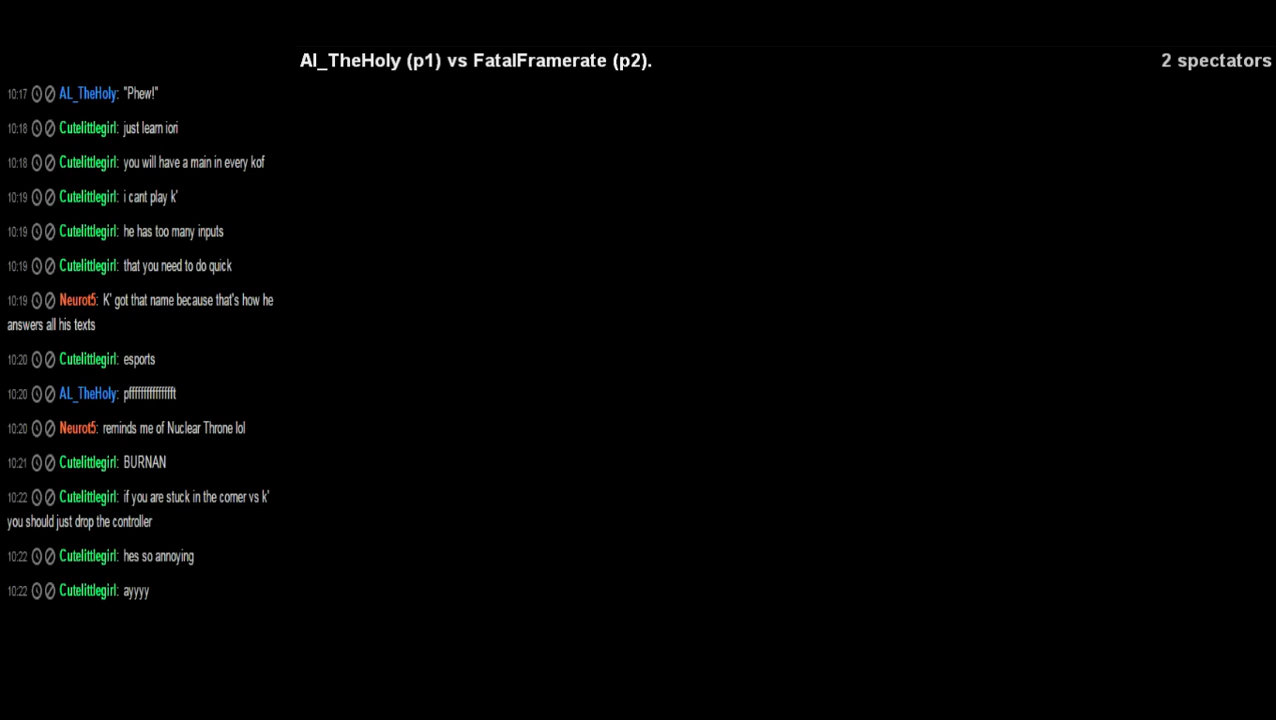 Al_TheHoly (p1) vs FatalFramerate (p2).
2 spectators
10:17 AL_TheHoly: "Phew!"
10:18 Cutelittlegirl: just learn iori
10:18 Cutelittlegirl: you will have a main in every kof
10:19 Cutelittlegirl: i cant play k'
10:19 Cutelittlegirl: he has too many inputs
10:19 Cutelittlegirl: that you need to do quick
10:19 Neurot5: K' got that name because that's how he
answers all his texts
10:20 Cutelittlegirl: esports
10:20 AL_TheHoly: pfffffffffffffffft
10:20 Neurot5: reminds me of Nuclear Throne lol
10:21 Cutelittlegirl: BURNAN
10:22 Cutelittlegirl: if you are stuck in the corner vs k'
you should just drop the controller
10:22 Cutelittlegirl: hes so annoying
10:22 Cutelittlegirl: ayyyy